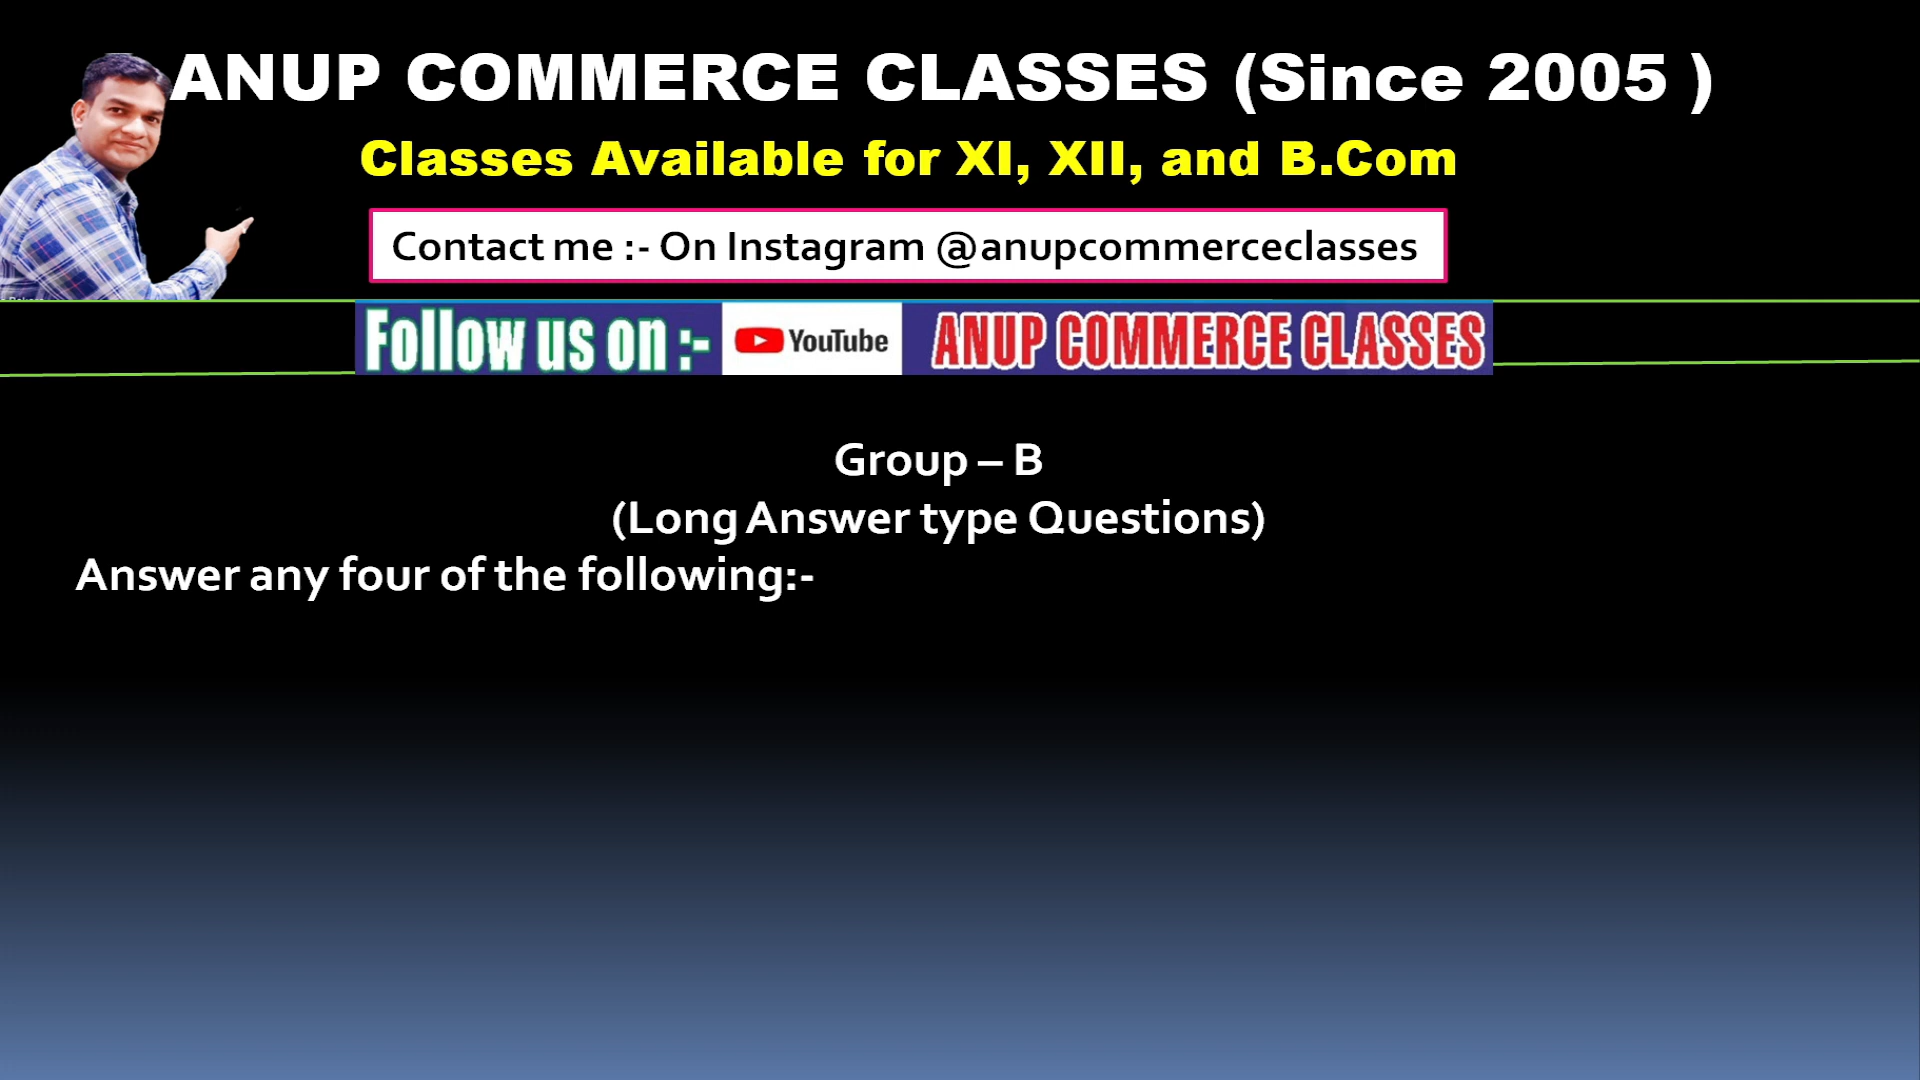 ANUP COMMERCE CLASSES (Since 2005 )
Classes Available for XI, XII, and B.Com
Contact me :- On Instagram @anupcommerceclasses
Follow us on :- YouTube ANUP COMMERCE CLASSES
Group – B
(Long Answer type Questions)
Answer any four of the following:-